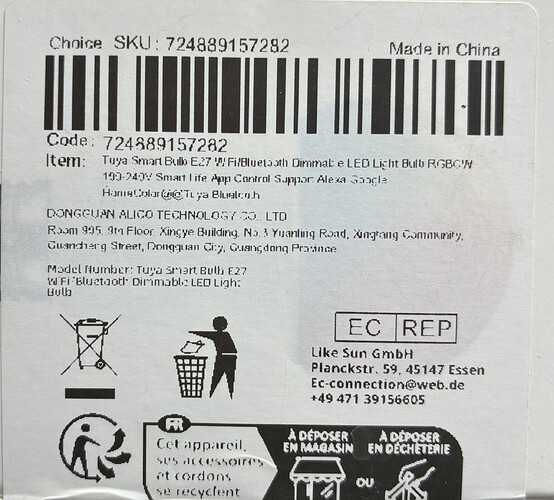 Choice SKU: 724889157282
Made in China
Code: 724889157282
Item: Tuya Smart Bulb E27 WiFi/Bluetooth Dimmable LED Light Bulb RGBCW
100-240V Smart Life App Control Support Alexa Google
HomeColor@@Tuya Bluetooth
DONGGUAN ALICO TECHNOLOGY CO., LTD
Room 995, 9th Floor, Xingye Building, No.3 Yuanling Road, Xingtang Community,
Guancheng Street, Dongguan City, Guangdong Province
Model Number: Tuya Smart Bulb E27
WiFi/Bluetooth Dimmable LED Light
Bulb
EC REP
Like Sun GmbH
Planckstr. 59, 45147 Essen
Ec-connection@web.de
+49 471 39156605
FR
Cet appareil,
ses accessoires
et cordons
se recyclent
À DÉPOSER
EN MAGASIN
OU
À DÉPOSER
EN DÉCHÈTERIE